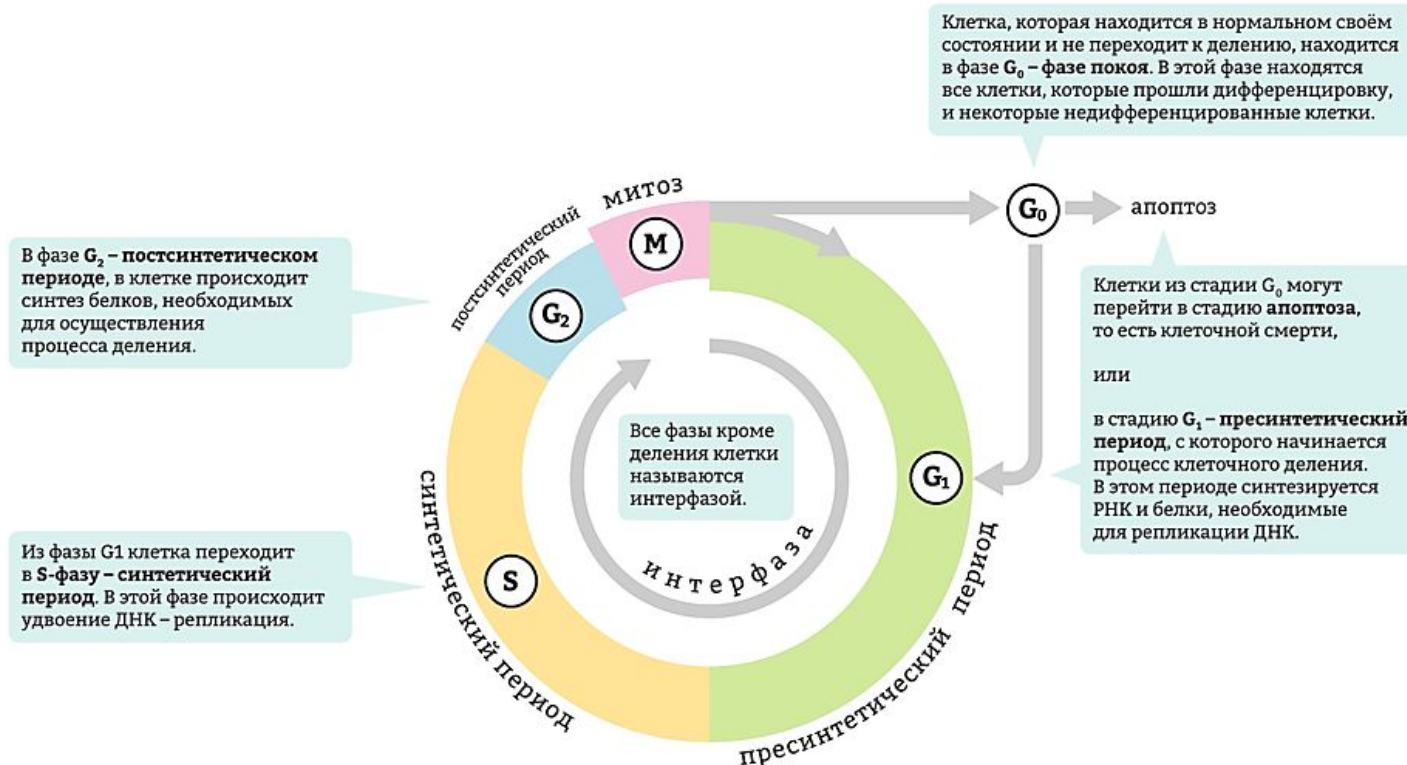 Клетка, которая находится в нормальном своём
состоянии и не переходит к делению, находится
в фазе G₀ – фазе покоя. В этой фазе находятся
все клетки, которые прошли дифференцировку,
и некоторые недифференцированные клетки.
митоз
M
G₀
апоптоз
постсинтетический
период
G₂
В фазе G₂ – постсинтетическом
периоде, в клетке происходит
синтез белков, необходимых
для осуществления
процесса деления.
Клетки из стадии G₀ могут
перейти в стадию апоптоза,
то есть клеточной смерти,
или
в стадию G₁ – пресинтетический
период, с которого начинается
процесс клеточного деления.
В этом периоде синтезируется
РНК и белки, необходимые
для репликации ДНК.
Все фазы кроме
деления клетки
называются
интерфазой.
интерфаза
G₁
пресинтетический период
Из фазы G1 клетка переходит
в S-фазу – синтетический
период. В этой фазе происходит
удвоение ДНК – репликация.
S
синтетический период